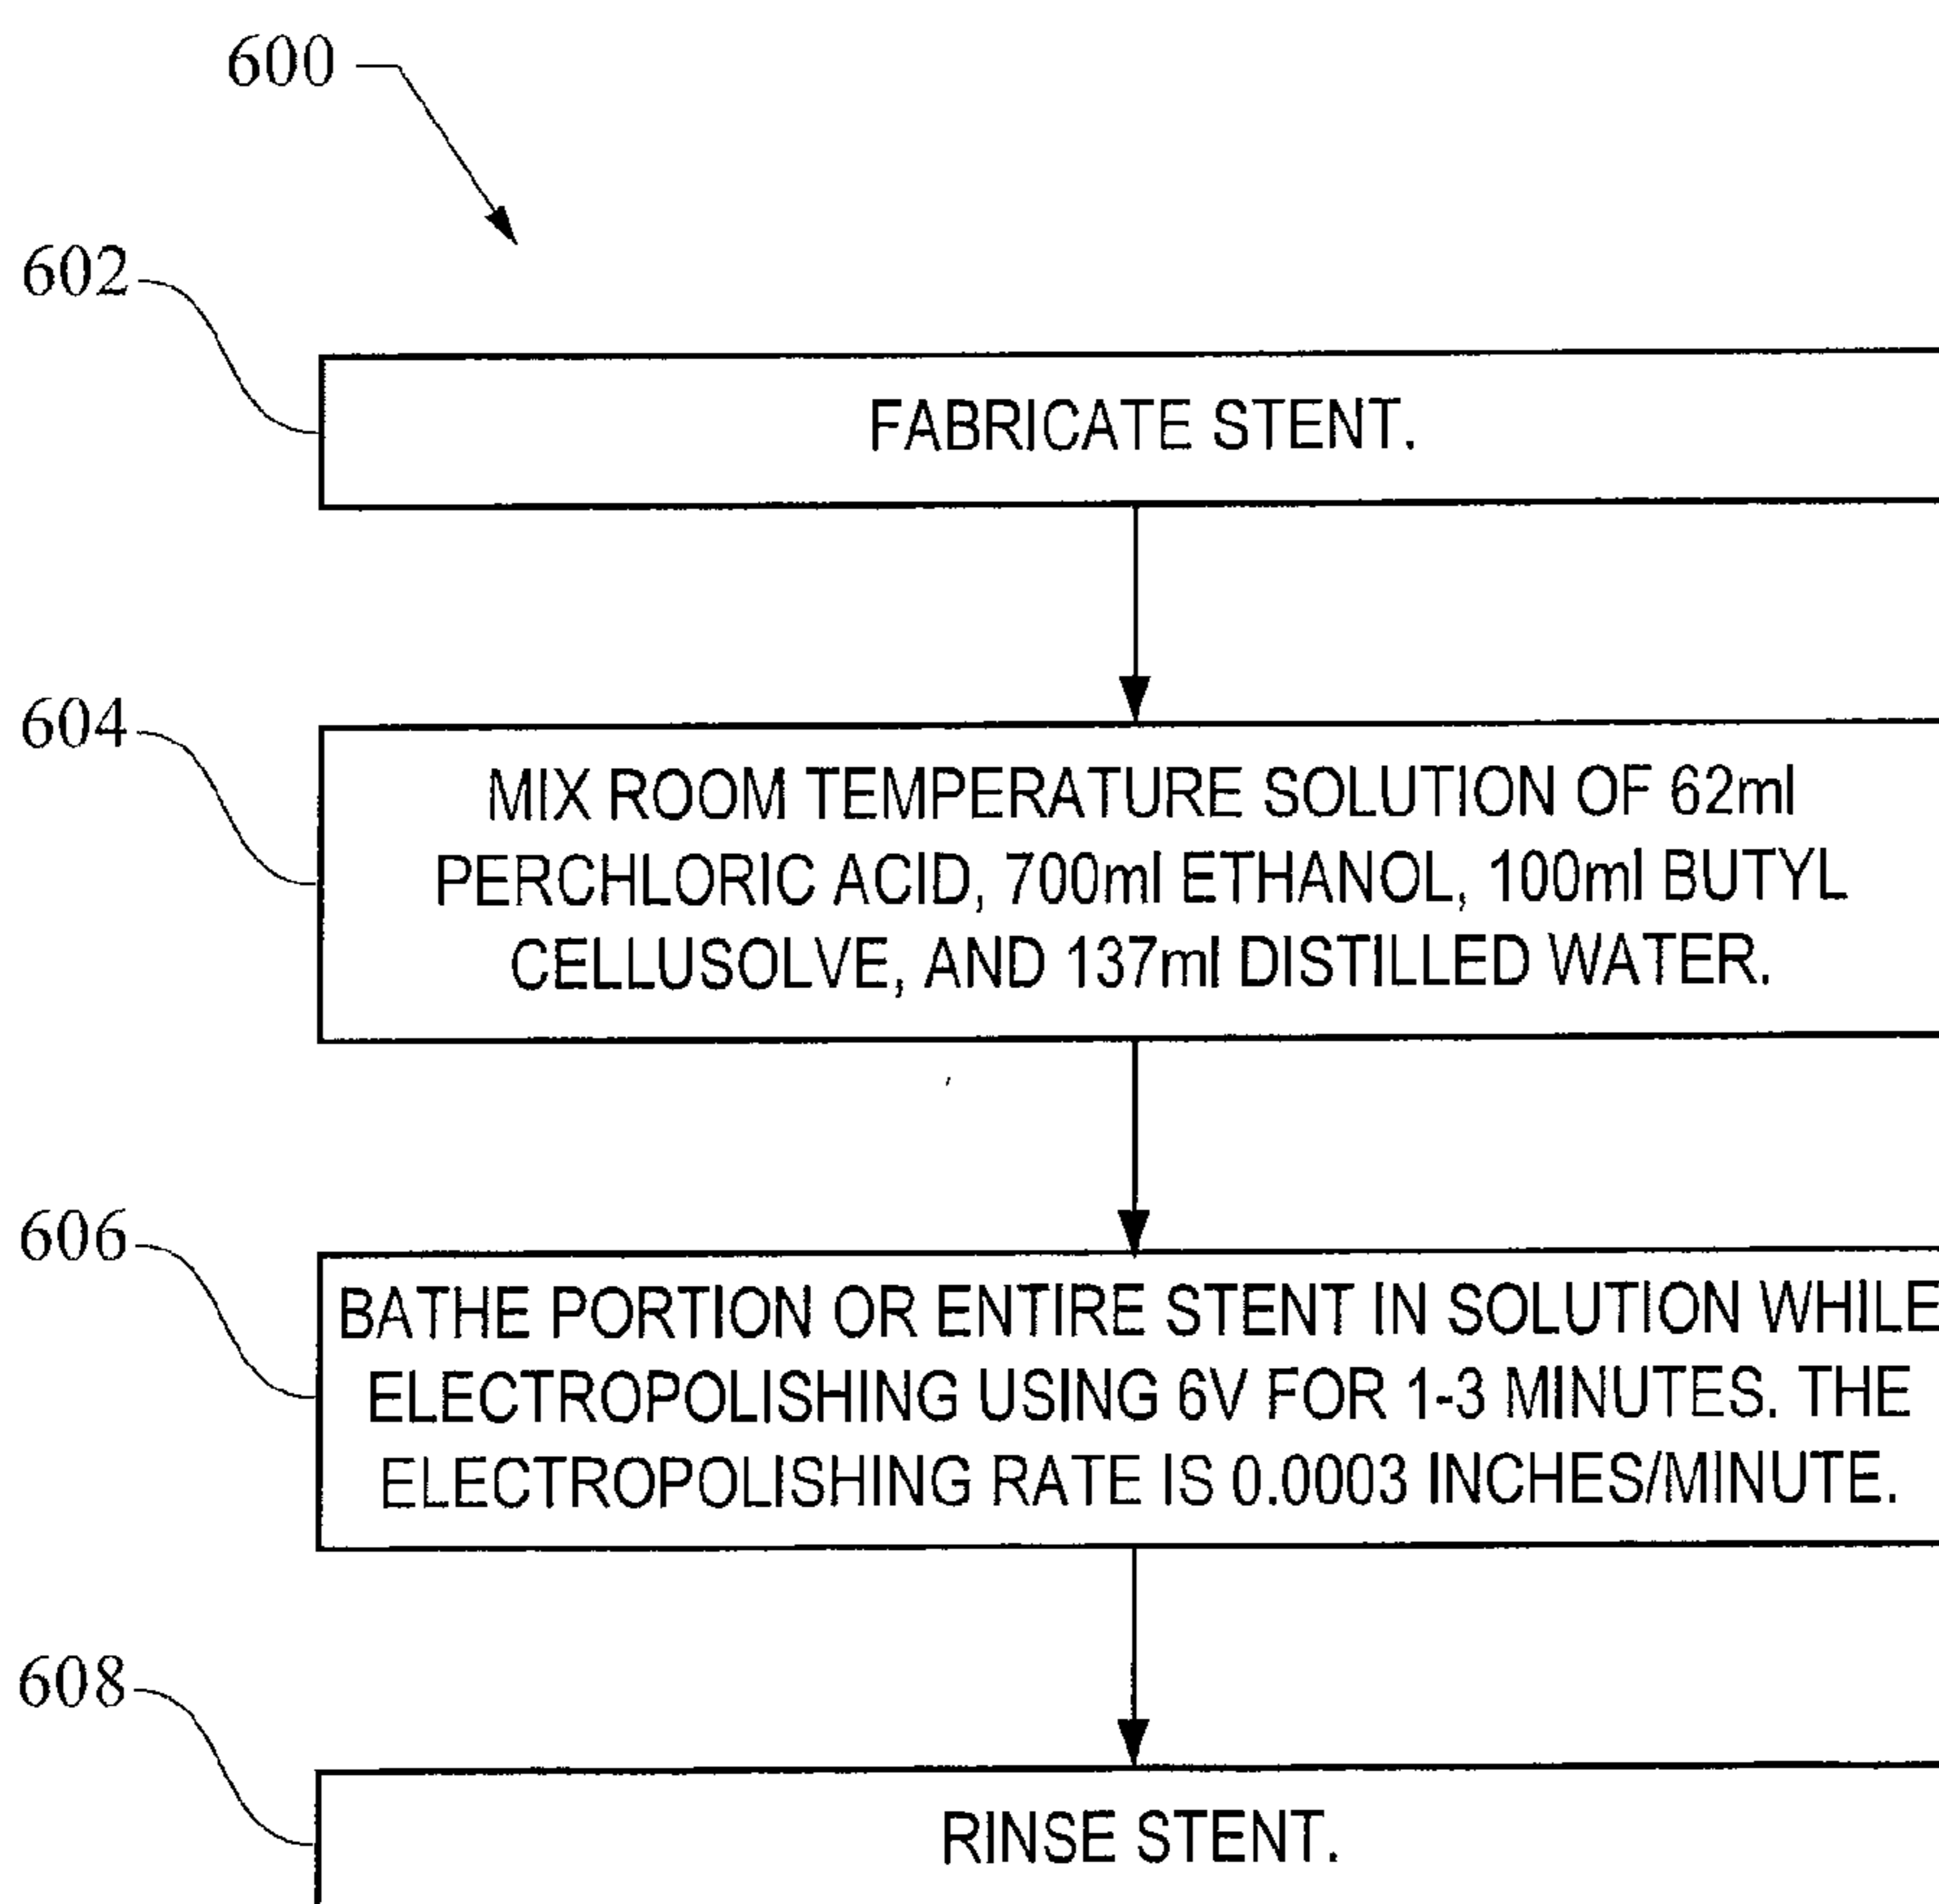 600
602
FABRICATE STENT.
604
MIX ROOM TEMPERATURE SOLUTION OF 62ml
PERCHLORIC ACID, 700ml ETHANOL, 100ml BUTYL
CELLUSOLVE, AND 137ml DISTILLED WATER.
606
BATHE PORTION OR ENTIRE STENT IN SOLUTION WHILE
ELECTROPOLISHING USING 6V FOR 1-3 MINUTES. THE
ELECTROPOLISHING RATE IS 0.0003 INCHES/MINUTE.
608
RINSE STENT.